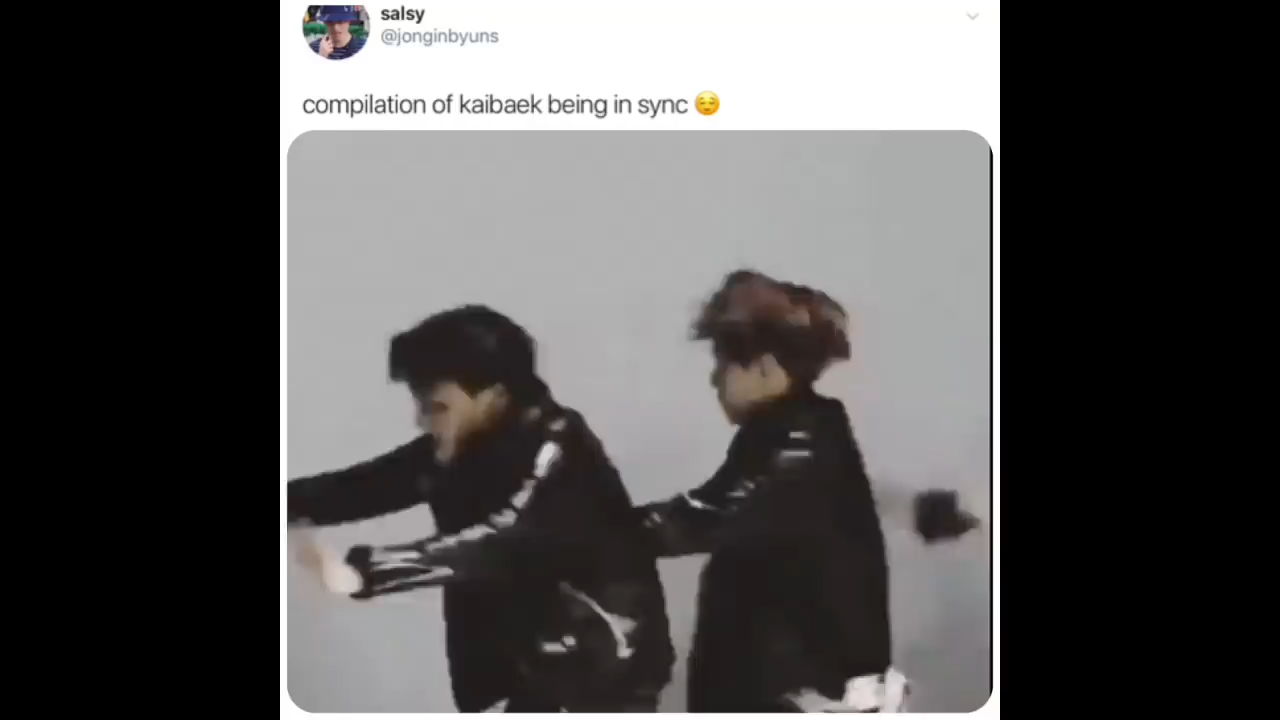 salsy
@jonginbyuns
compilation of kaibaek being in sync 😌